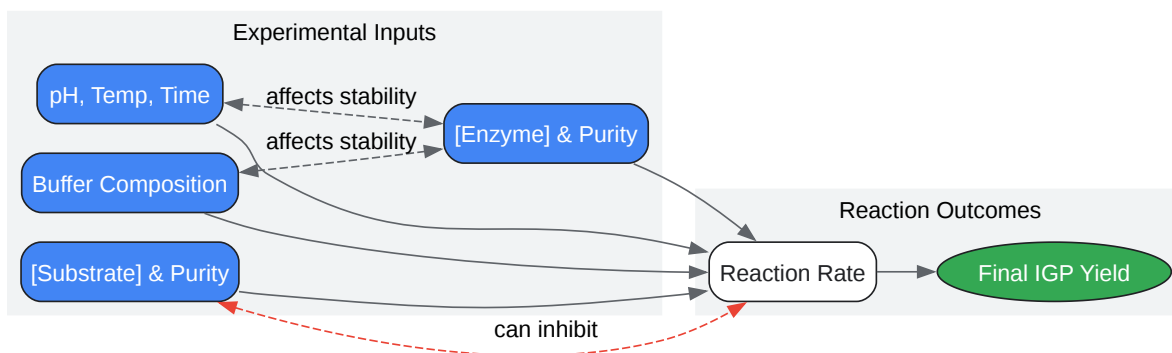 Experimental Inputs
pH, Temp, Time
affects stability
[Enzyme] & Purity
affects stability
Buffer Composition
[Substrate] & Purity
Reaction Outcomes
Reaction Rate
Final IGP Yield
can inhibit